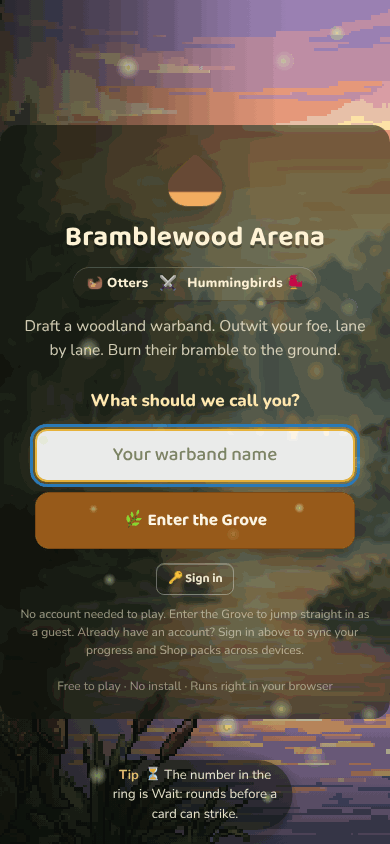 Bramblewood Arena
Otters Hummingbirds
Draft a woodland warband. Outwit your foe, lane
by lane. Burn their bramble to the ground.
What should we call you?
Your warband name
Enter the Grove
Sign in
No account needed to play. Enter the Grove to jump straight in as
a guest. Already have an account? Sign in above to sync your
progress and Shop packs across devices.
Free to play · No install · Runs right in your browser
Tip The number in the
ring is Wait: rounds before a
card can strike.